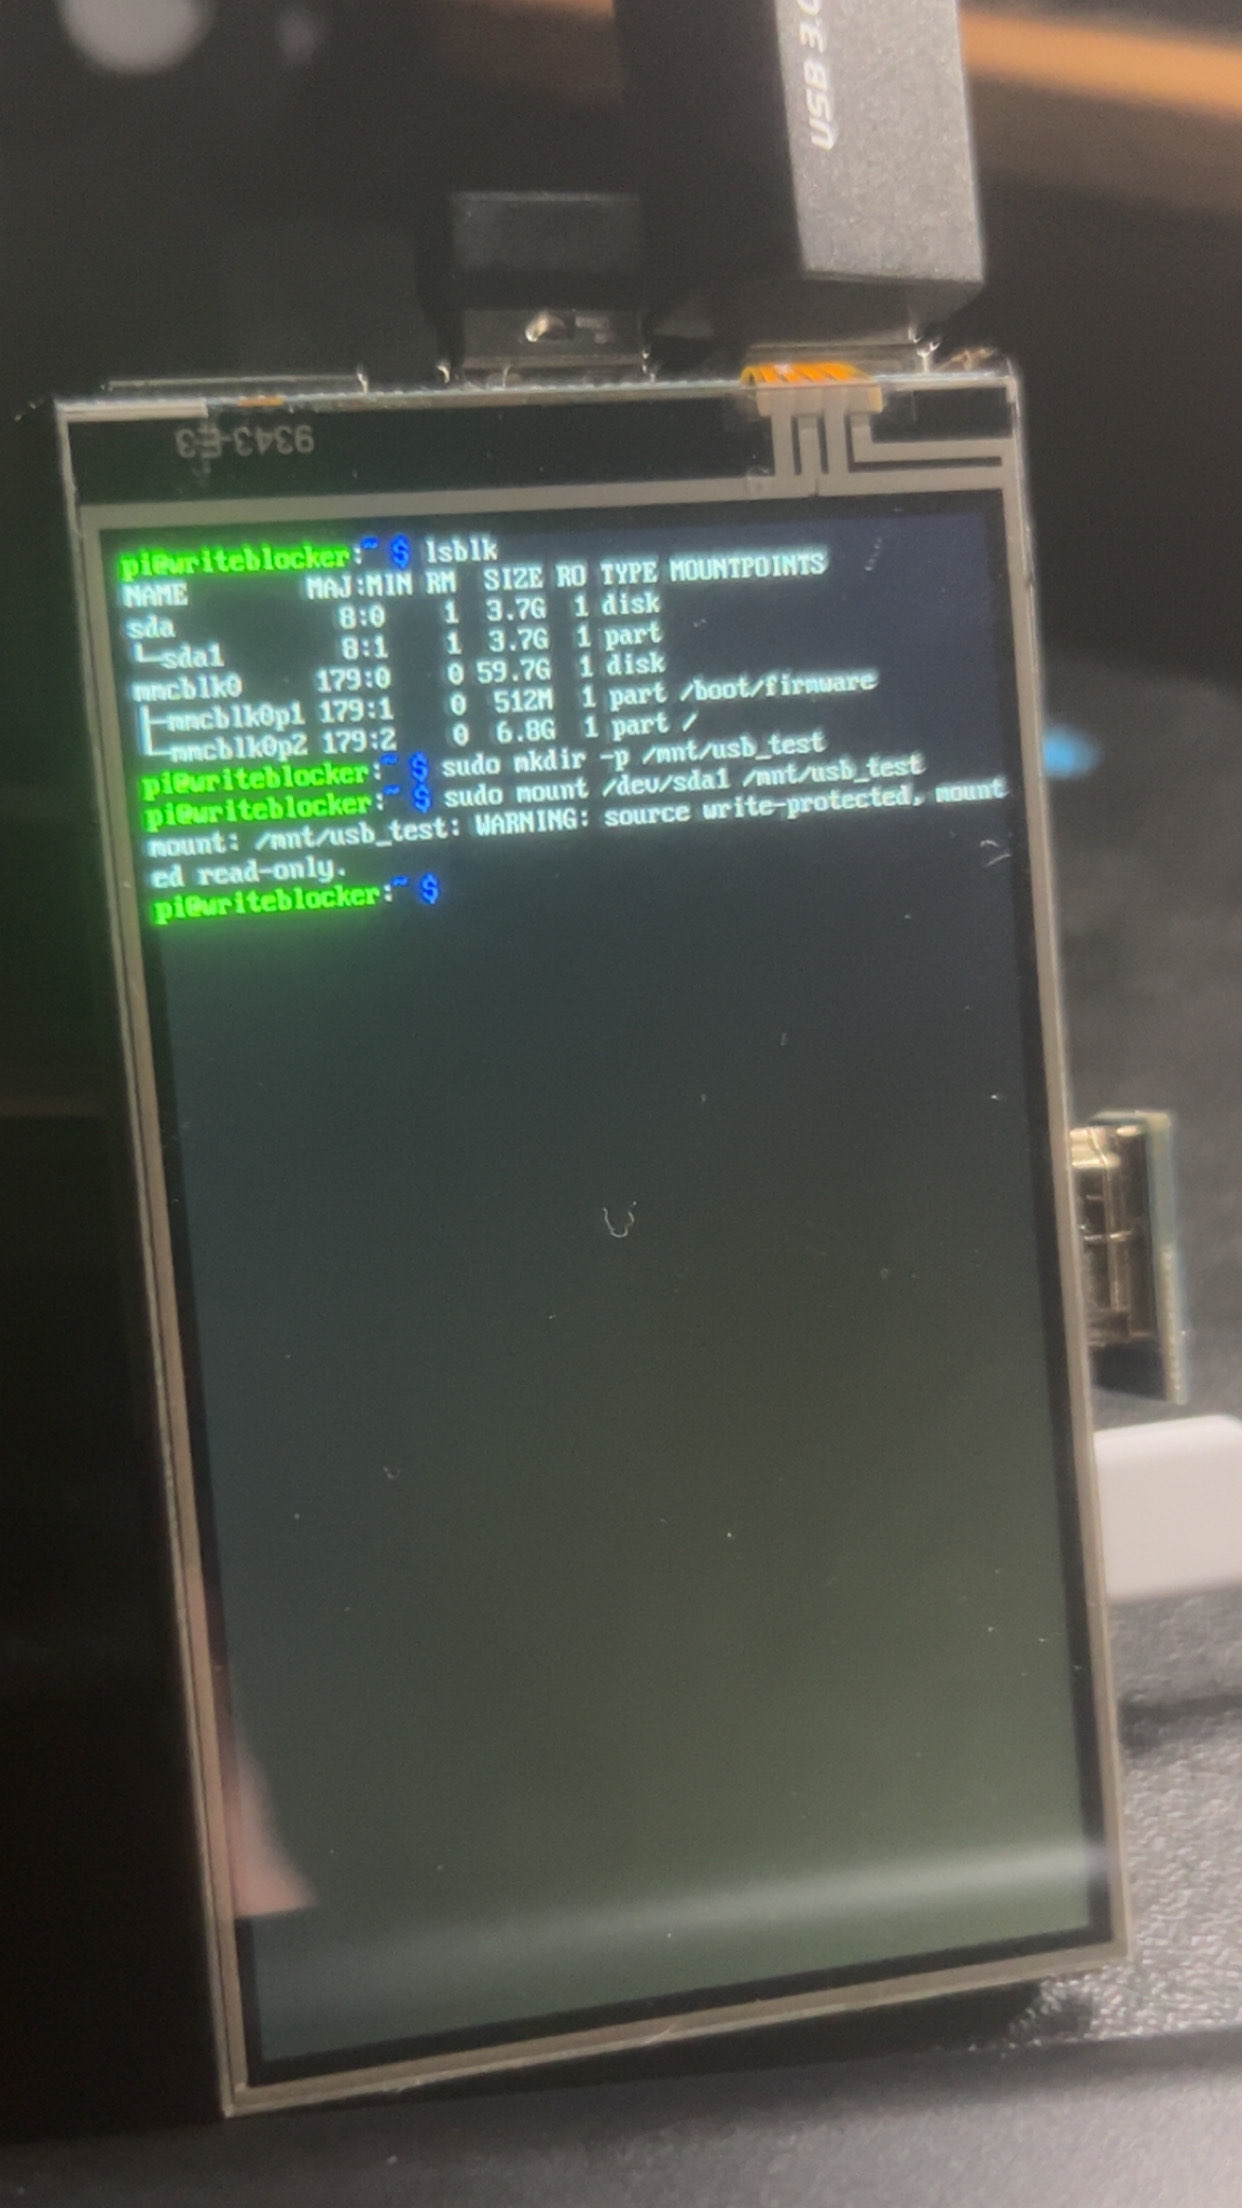 USB 3C
9343-E3
pi@writeblocker:~ $ lsblk
NAME        MAJ:MIN RM  SIZE RO TYPE MOUNTPOINTS
sda           8:0    1  3.7G  1 disk
└─sda1        8:1    1  3.7G  1 part
mmcblk0     179:0    0 59.7G  1 disk
├─mmcblk0p1 179:1    0  512M  1 part /boot/firmware
└─mmcblk0p2 179:2    0  6.8G  1 part /
pi@writeblocker:~ $ sudo mkdir -p /mnt/usb_test
pi@writeblocker:~ $ sudo mount /dev/sda1 /mnt/usb_test
mount: /mnt/usb_test: WARNING: source write-protected, mount
ed read-only.
pi@writeblocker:~ $